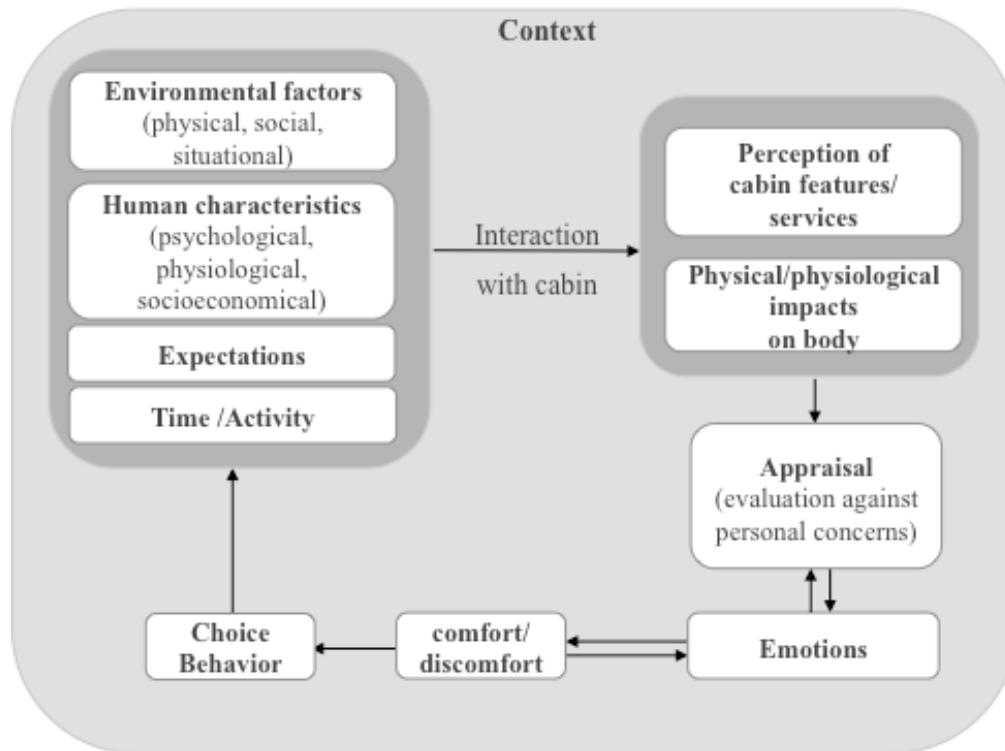 Context
Environmental factors
(physical, social,
situational)
Human characteristics
(psychological,
physiological,
socioeconomical)
Expectations
Time /Activity
Interaction
with cabin
Perception of
cabin features/
services
Physical/physiological
impacts
on body
Appraisal
(evaluation against
personal concerns)
Emotions
comfort/
discomfort
Choice
Behavior